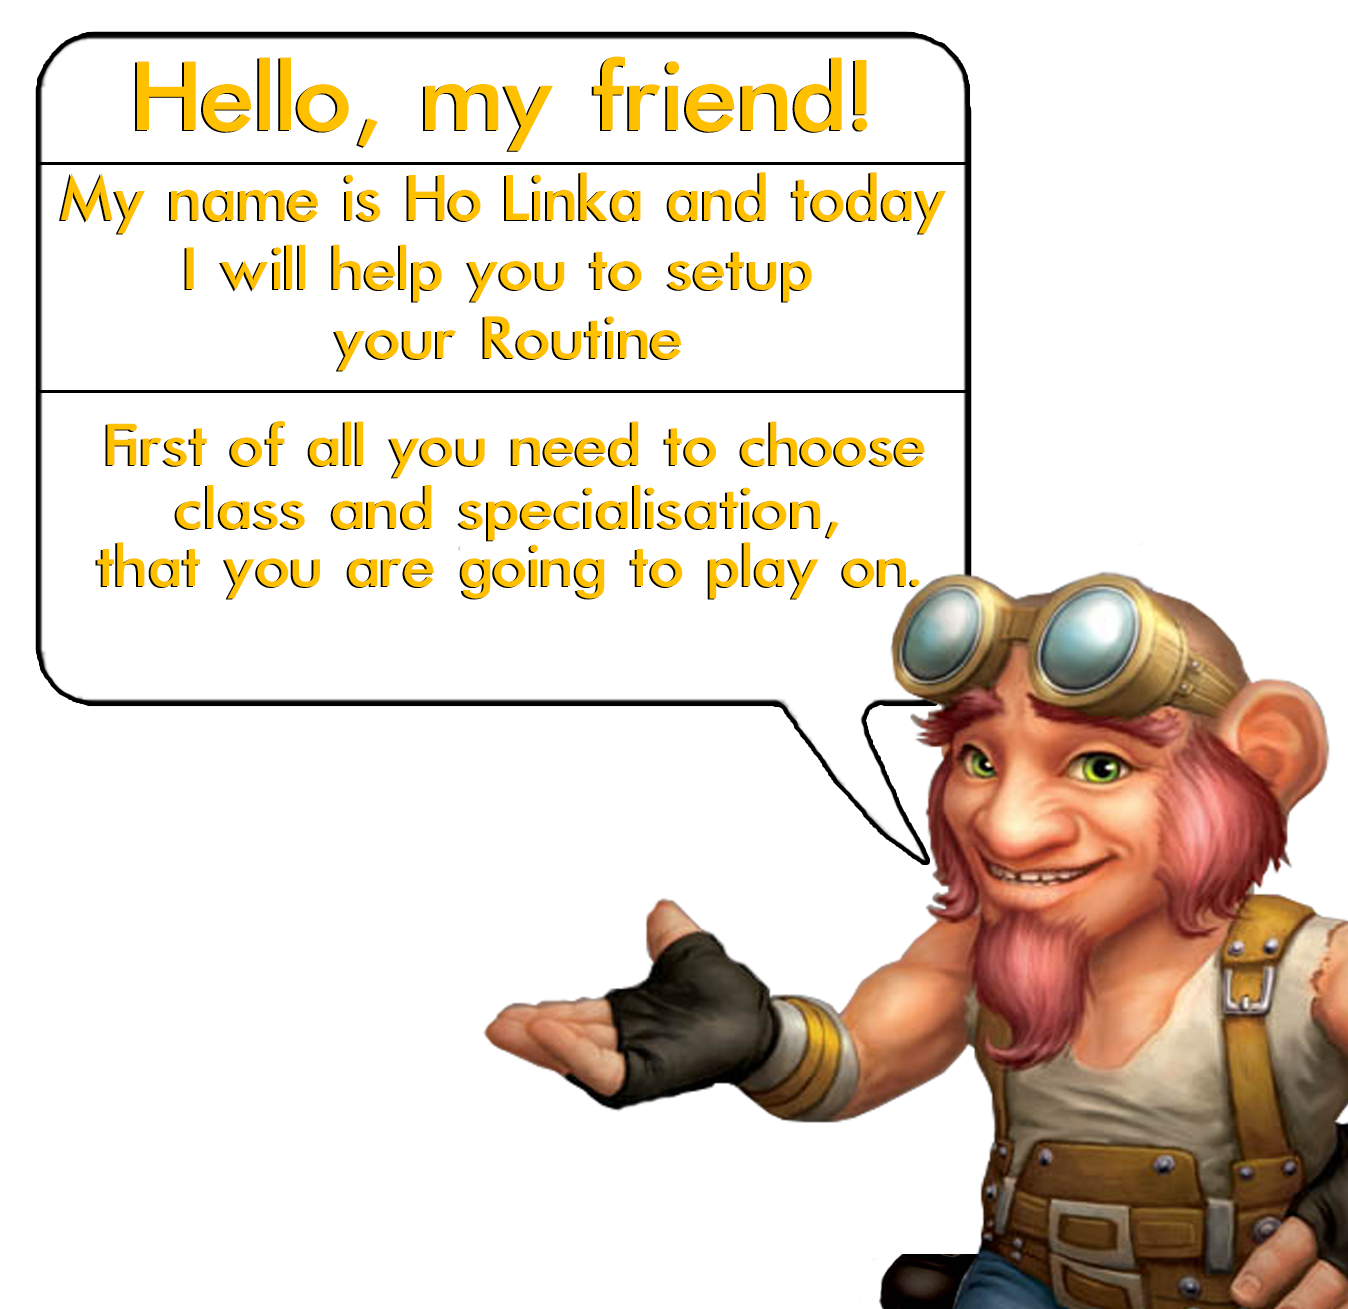 Hello, my friend!
My name is Ho Linka and today
I will help you to setup
your Routine
First of all you need to choose
class and specialisation,
that you are going to play on.